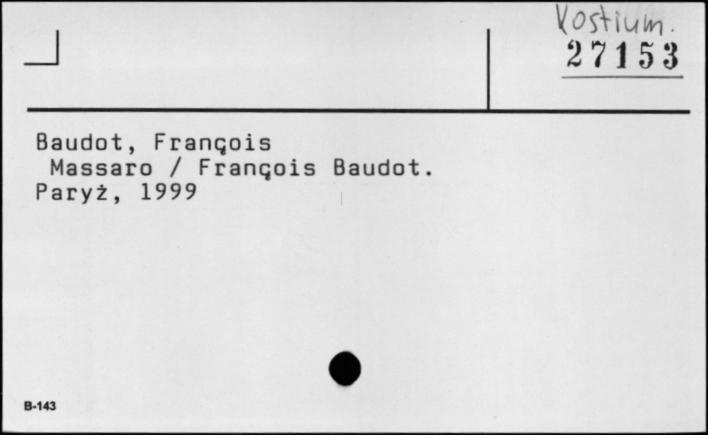 Kostium.
27153
Baudot, François
Massaro / François Baudot.
Paryż, 1999
B-143